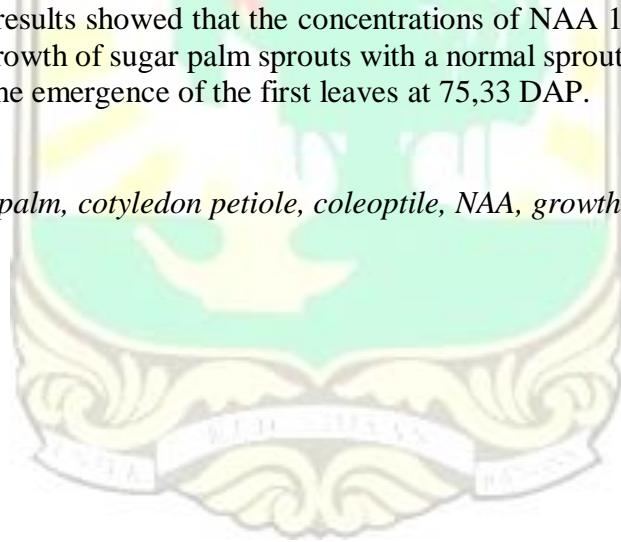 results showed that the concentrations of NAA 1
rowth of sugar palm sprouts with a normal sprout
he emergence of the first leaves at 75,33 DAP.
palm, cotyledon petiole, coleoptile, NAA, growth